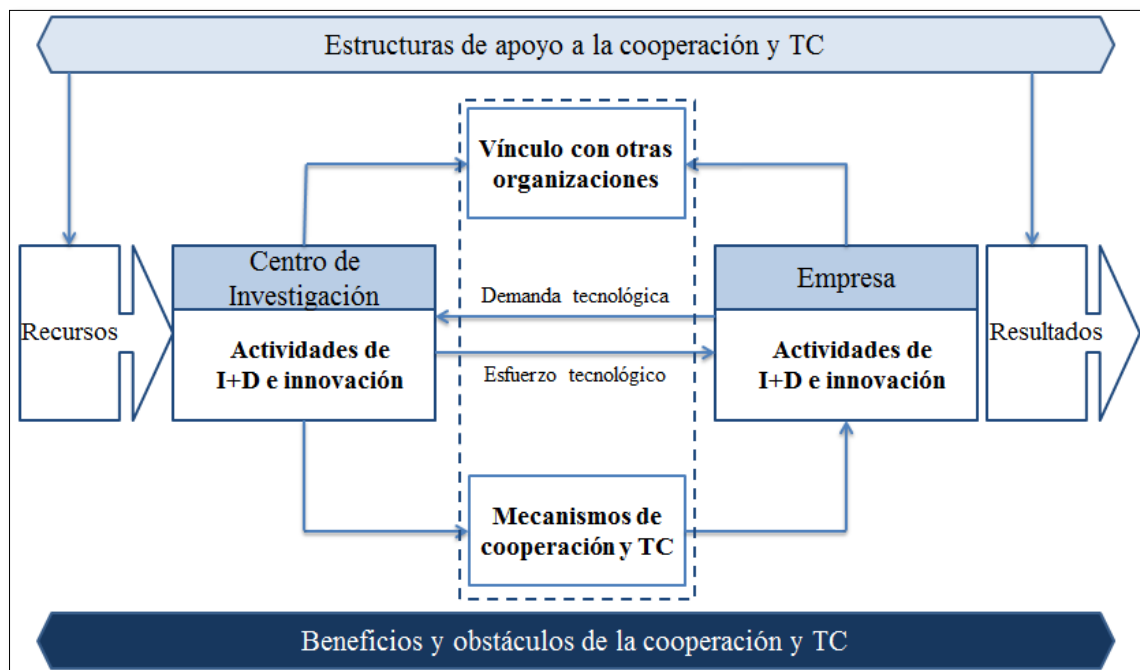 Estructuras de apoyo a la cooperación y TC
Vínculo con otras
organizaciones
Centro de
Investigación
Empresa
Demanda tecnológica
Recursos
Resultados
Actividades de
I+D e innovación
Esfuerzo tecnológico
Actividades de
I+D e innovación
Mecanismos de
cooperación y TC
Beneficios y obstáculos de la cooperación y TC